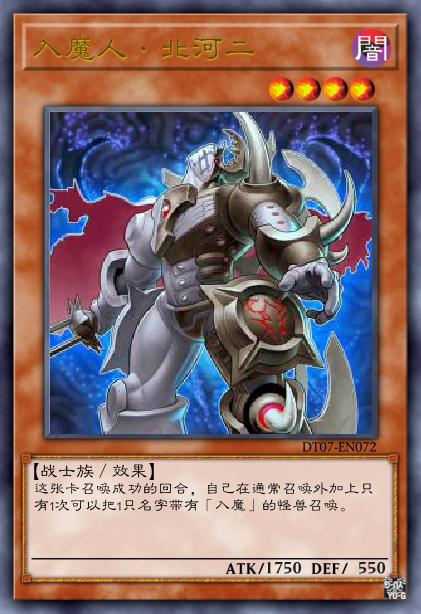 入魔人·北河二
闇
DT07-EN072
【战士族／效果】
这张卡召唤成功的回合，自己在通常召唤外加上只
有1次可以把1只名字带有「入魔」的怪兽召唤。
ATK/1750 DEF/ 550